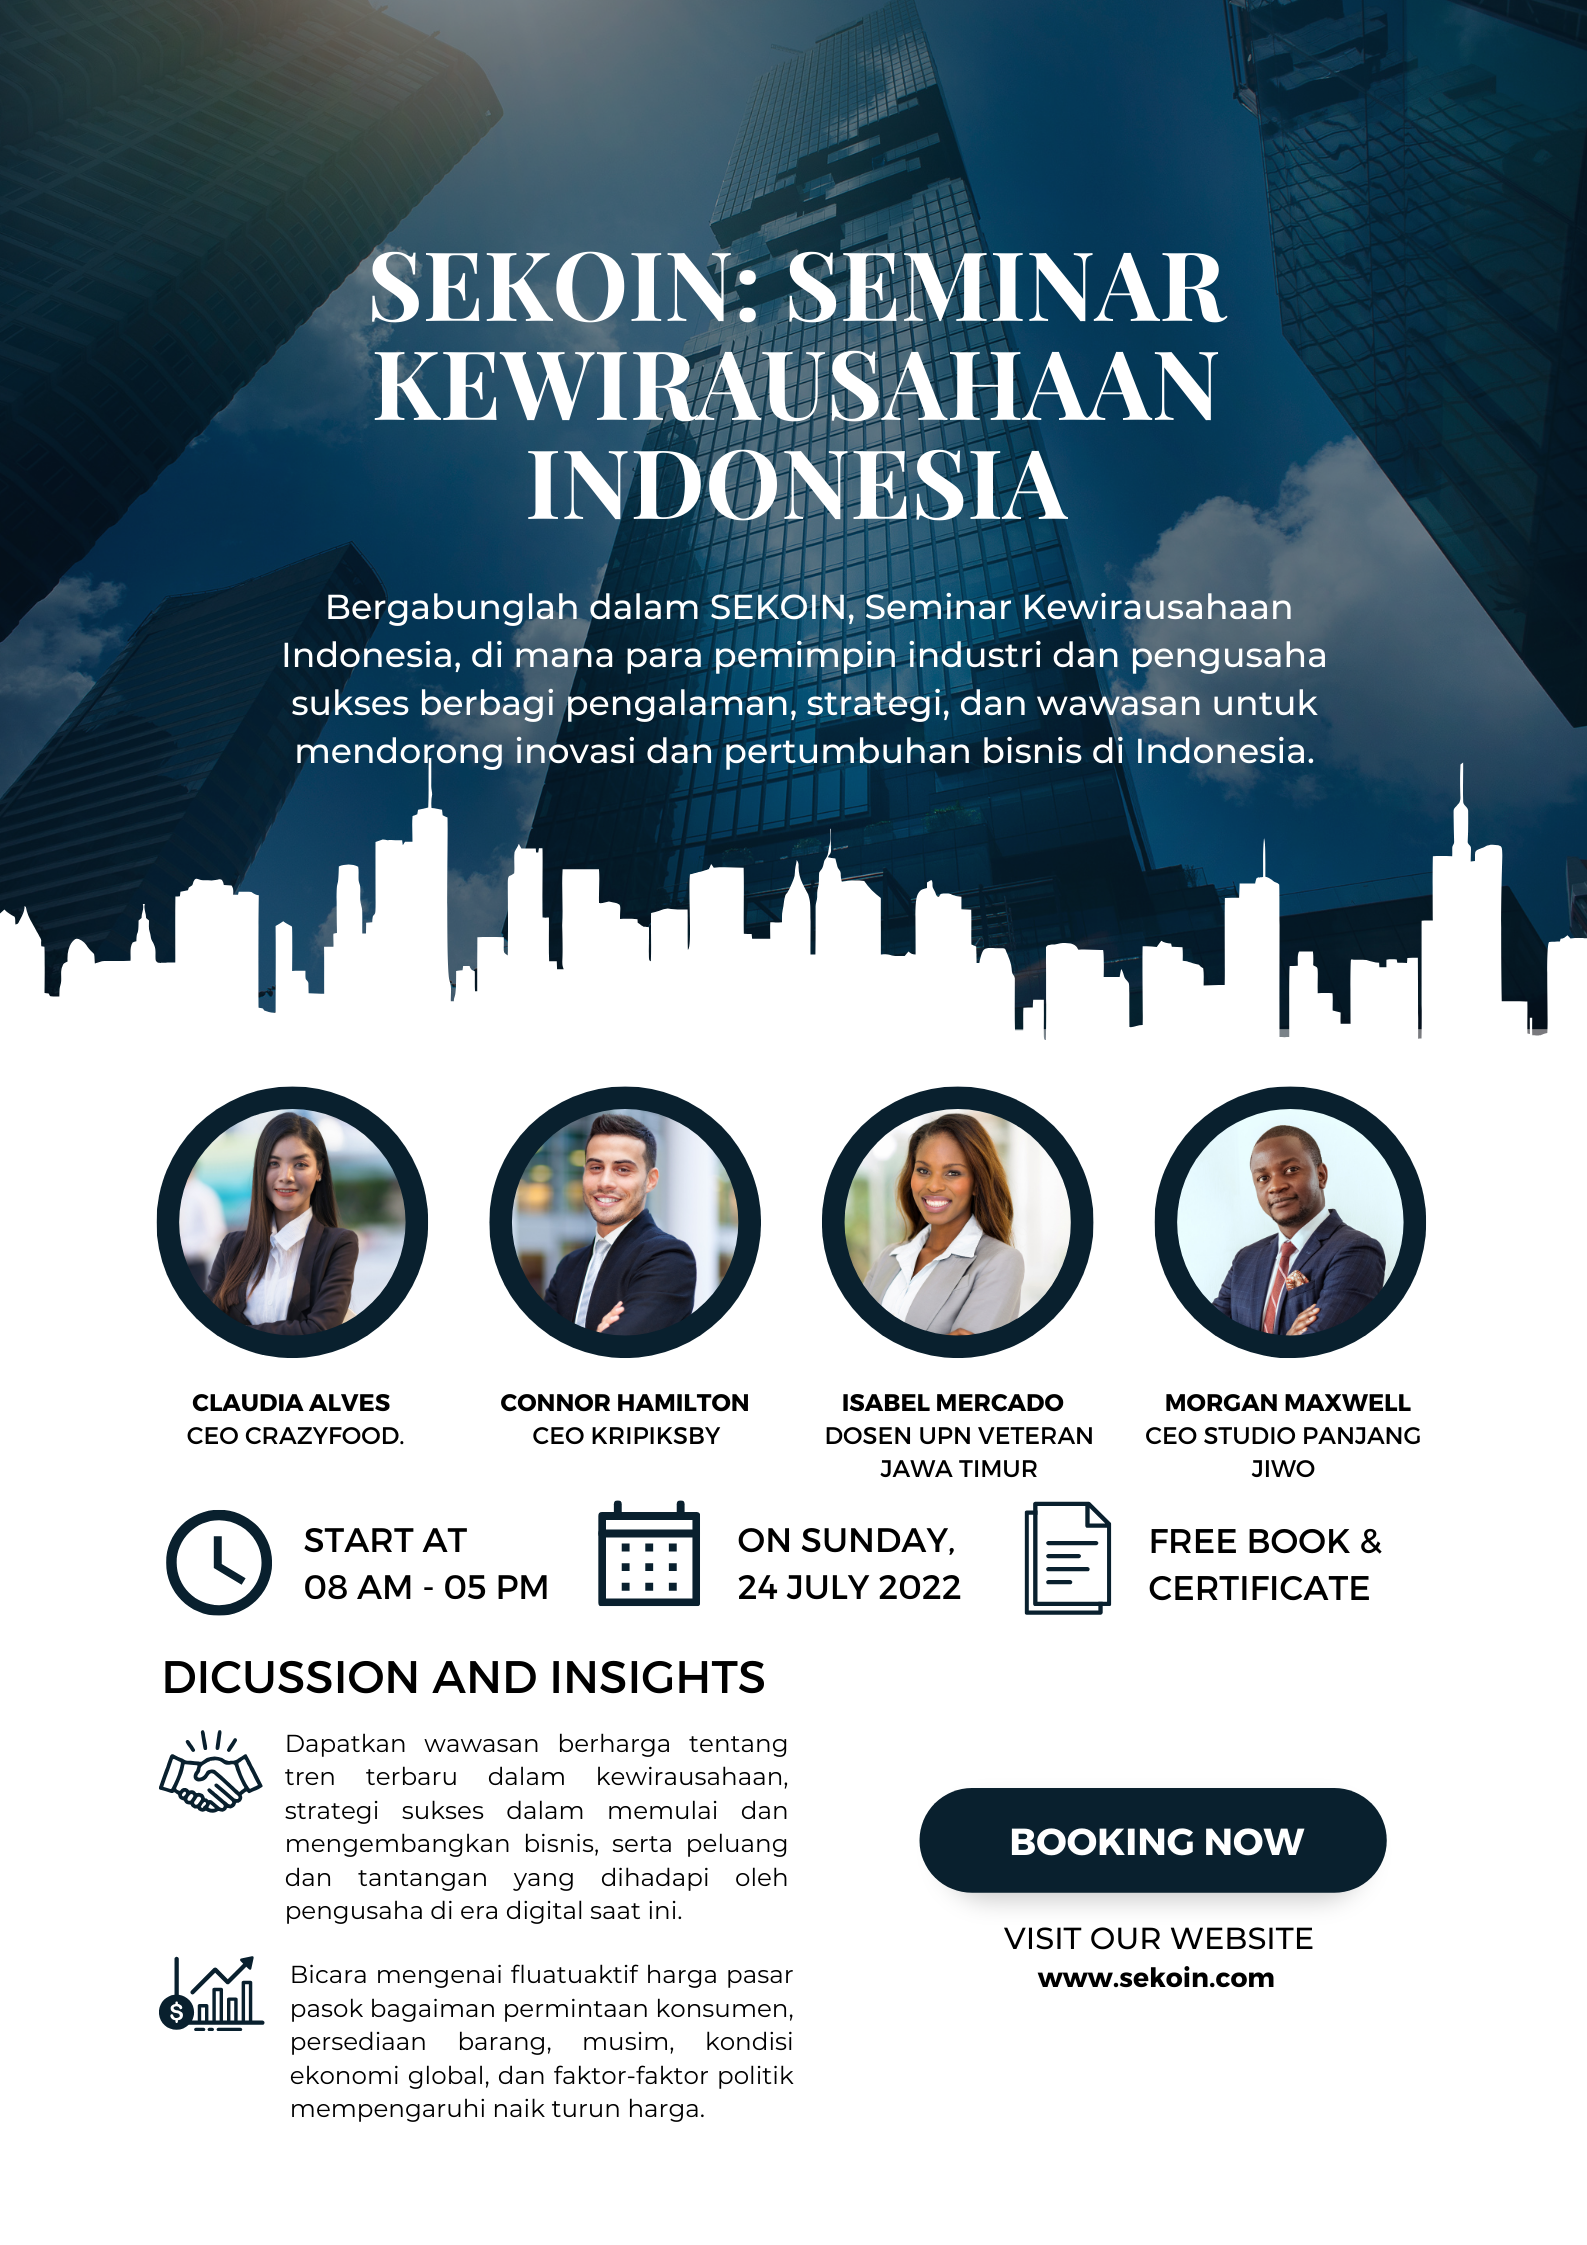 SEKOIN: SEMINAR
KEWIRAUSAHAAN
INDONESIA
Bergabunglah dalam SEKOIN, Seminar Kewirausahaan
Indonesia, di mana para pemimpin industri dan pengusaha
sukses berbagi pengalaman, strategi, dan wawasan untuk
mendorong inovasi dan pertumbuhan bisnis di Indonesia.
CLAUDIA ALVES
CEO CRAZYFOOD.
CONNOR HAMILTON
CEO KRIPIKSBY
ISABEL MERCADO
DOSEN UPN VETERAN
JAWA TIMUR
MORGAN MAXWELL
CEO STUDIO PANJANG
JIWO
START AT
08 AM - 05 PM
ON SUNDAY,
24 JULY 2022
FREE BOOK &
CERTIFICATE
DICUSSION AND INSIGHTS
Dapatkan wawasan berharga tentang
tren terbaru dalam kewirausahaan,
strategi sukses dalam memulai dan
mengembangkan bisnis, serta peluang
dan tantangan yang dihadapi oleh
pengusaha di era digital saat ini.
$
Bicara mengenai fluatuaktif harga pasar
pasok bagaiman permintaan konsumen,
persediaan barang, musim, kondisi
ekonomi global, dan faktor-faktor politik
mempengaruhi naik turun harga.
BOOKING NOW
VISIT OUR WEBSITE
www.sekoin.com